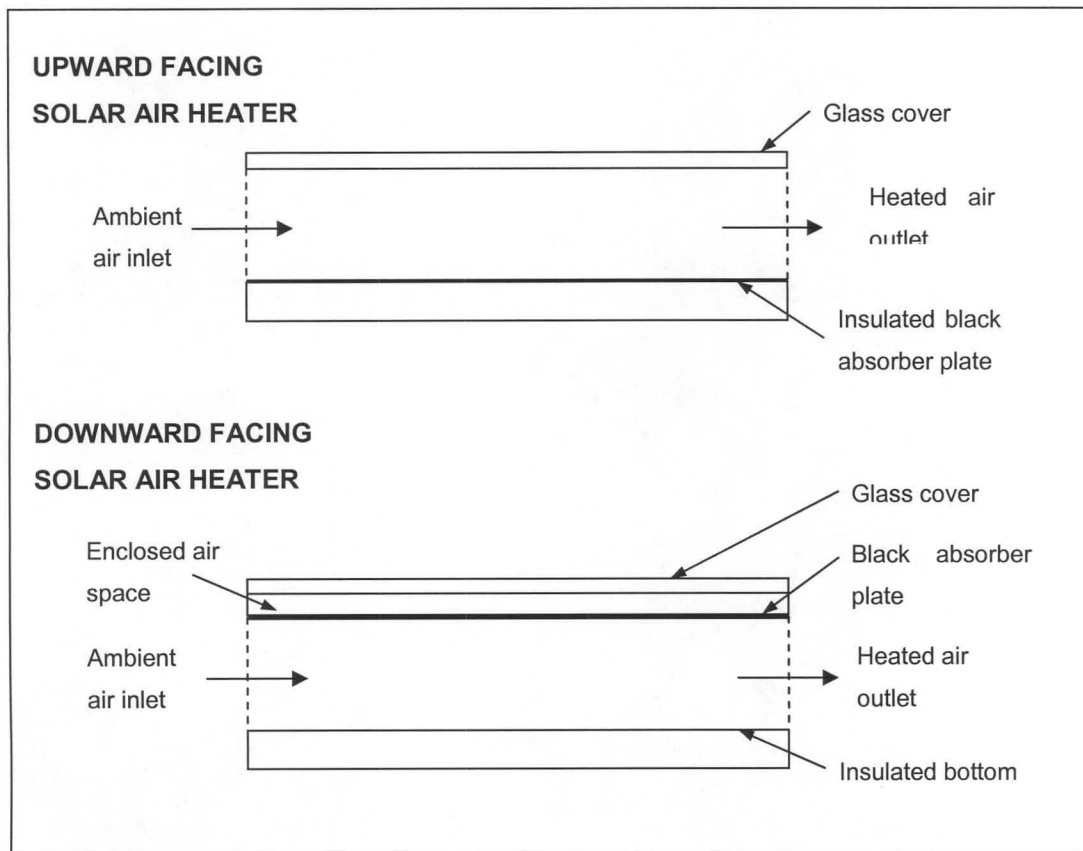 UPWARD FACING
SOLAR AIR HEATER
Glass cover
Ambient
air inlet
Heated air
outlet
Insulated black
absorber plate
DOWNWARD FACING
SOLAR AIR HEATER
Glass cover
Enclosed air
space
Black absorber
plate
Ambient
air inlet
Heated air
outlet
Insulated bottom